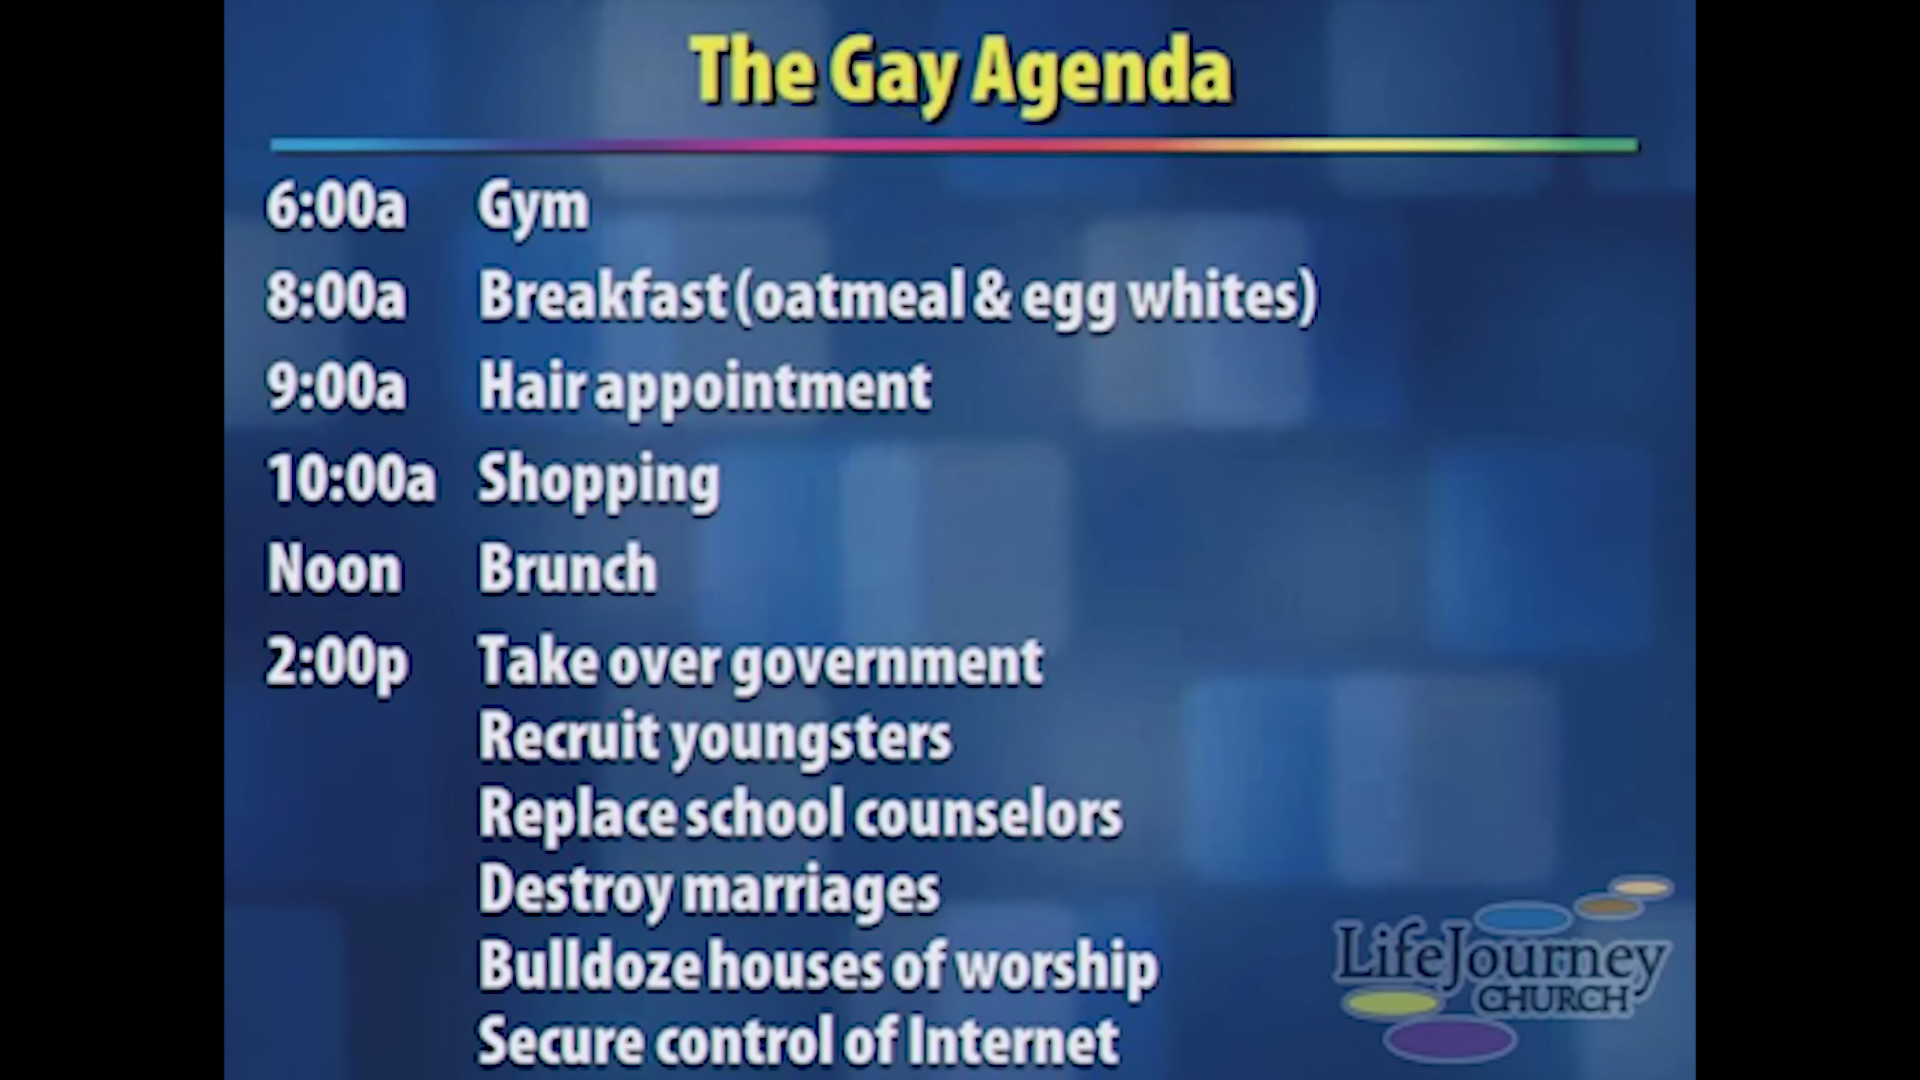 The Gay Agenda
6:00a Gym
8:00a Breakfast (oatmeal & egg whites)
9:00a Hair appointment
10:00a Shopping
Noon Brunch
2:00p Take over government
Recruit youngsters
Replace school counselors
Destroy marriages
Bulldoze houses of worship
Secure control of Internet
LifeJourney
CHURCH